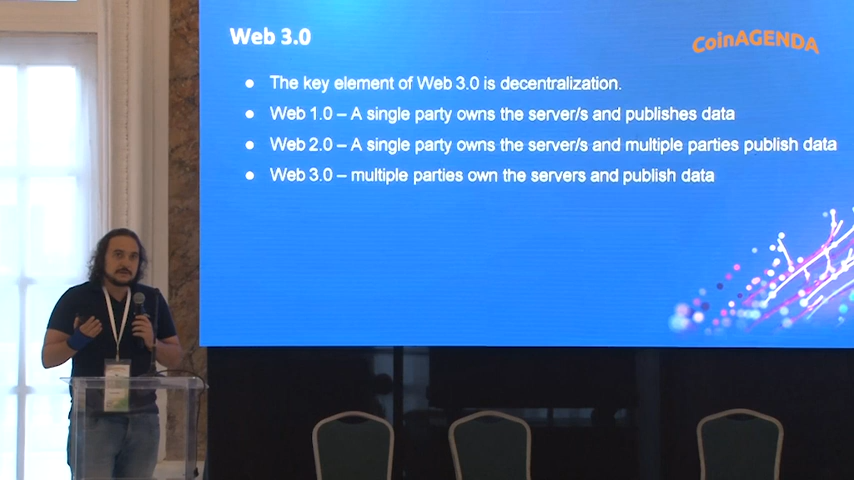 Web 3.0
CoinAGENDA
The key element of Web 3.0 is decentralization.
Web 1.0 – A single party owns the server/s and publishes data
Web 2.0 – A single party owns the server/s and multiple parties publish data
Web 3.0 – multiple parties own the servers and publish data